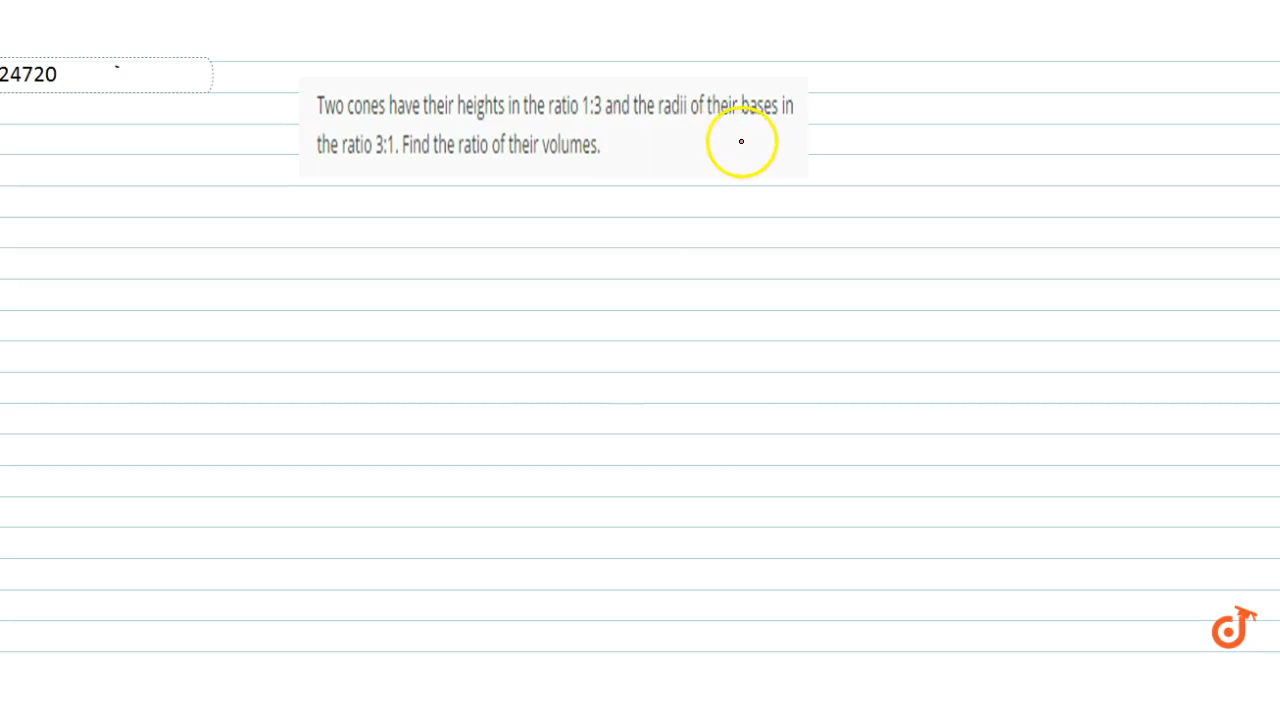 24720
Two cones have their heights in the ratio 1:3 and the radii of their bases in
the ratio 3:1. Find the ratio of their volumes.